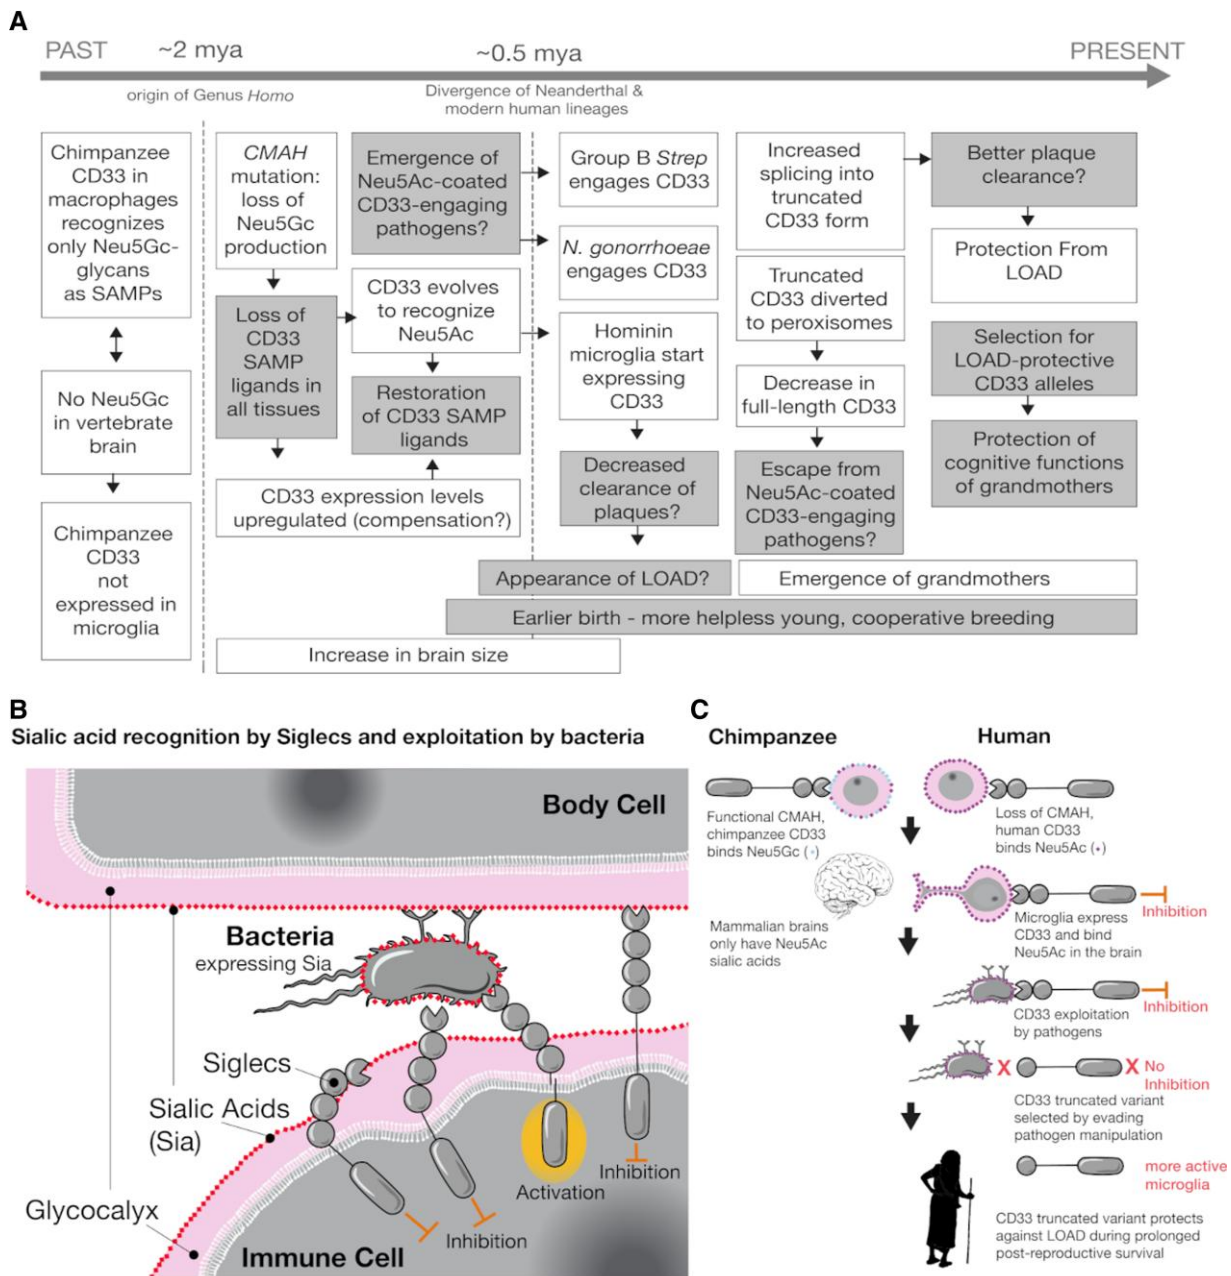 A
PAST
~2 mya
~0.5 mya
PRESENT
origin of Genus Homo
Divergence of Neanderthal &
modern human lineages
Chimpanzee
CD33 in
macrophages
recognizes
only Neu5Gc-
glycans
as SAMPs
No Neu5Gc
in vertebrate
brain
Chimpanzee
CD33
not
expressed in
microglia
CMAH
mutation:
loss of
Neu5Gc
production
Loss of
CD33
SAMP
ligands in
all tissues
Emergence of
Neu5Ac-coated
CD33-engaging
pathogens?
CD33 evolves
to recognize
Neu5Ac
Restoration
of CD33 SAMP
ligands
CD33 expression levels
upregulated (compensation?)
Group B Strep
engages CD33
N. gonorrhoeae
engages CD33
Hominin
microglia start
expressing
CD33
Decreased
clearance of
plaques?
Increased
splicing into
truncated
CD33 form
Truncated
CD33 diverted
to peroxisomes
Decrease in
full-length CD33
Escape from
Neu5Ac-coated
CD33-engaging
pathogens?
Better plaque
clearance?
Protection From
LOAD
Selection for
LOAD-protective
CD33 alleles
Protection of
cognitive functions
of grandmothers
Appearance of LOAD?
Emergence of grandmothers
Earlier birth - more helpless young, cooperative breeding
Increase in brain size
B
Sialic acid recognition by Siglecs and exploitation by bacteria
Body Cell
Bacteria
expressing Sia
Siglecs
Sialic Acids
(Sia)
Glycocalyx
Immune Cell
Inhibition
Activation
Inhibition
C
Chimpanzee
Human
Functional CMAH,
chimpanzee CD33
binds Neu5Gc (•)
Loss of CMAH,
human CD33
binds Neu5Ac (•)
Mammalian brains
only have Neu5Ac
sialic acids
Inhibition
Microglia express
CD33 and bind
Neu5Ac in the brain
Inhibition
CD33 exploitation
by pathogens
X
X No
Inhibition
CD33 truncated variant
selected by evading
pathogen manipulation
more active
microglia
CD33 truncated variant protects
against LOAD during prolonged
post-reproductive survival